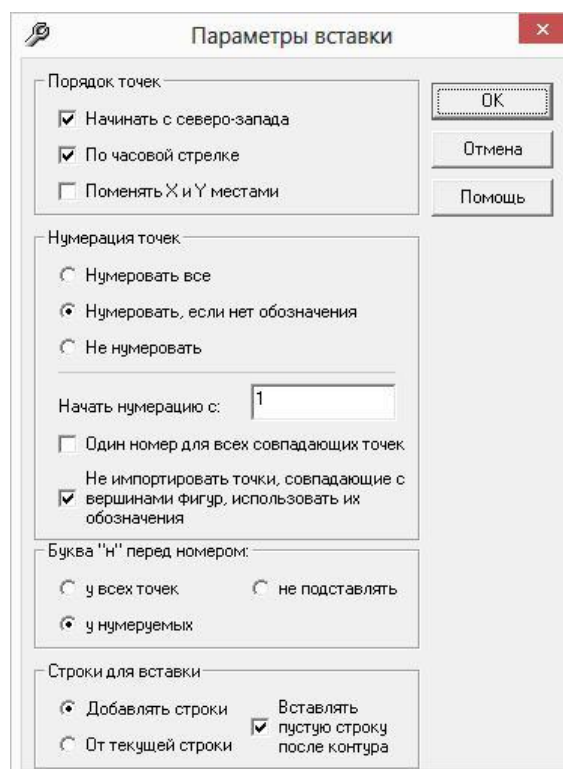 Параметры вставки
Порядок точек
Начинать с северо-запада
По часовой стрелке
Поменять X и Y местами
OK
Отмена
Помощь
Нумерация точек
Нумеровать все
Нумеровать, если нет обозначения
Не нумеровать
Начать нумерацию с:
1
Один номер для всех совпадающих точек
Не импортировать точки, совпадающие с
вершинами фигур, использовать их
обозначения
Буква "н" перед номером:
у всех точек
не подставлять
у нумеруемых
Строки для вставки
Добавлять строки
От текущей строки
Вставлять
пустую строку
после контура